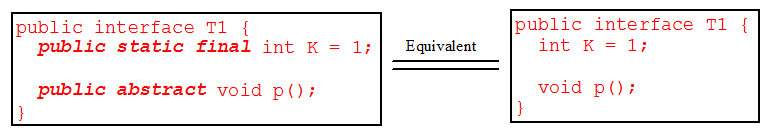 public interface T1 {
public static final int K = 1;
public abstract void p();
}
Equivalent
public interface T1 {
int K = 1;
void p();
}